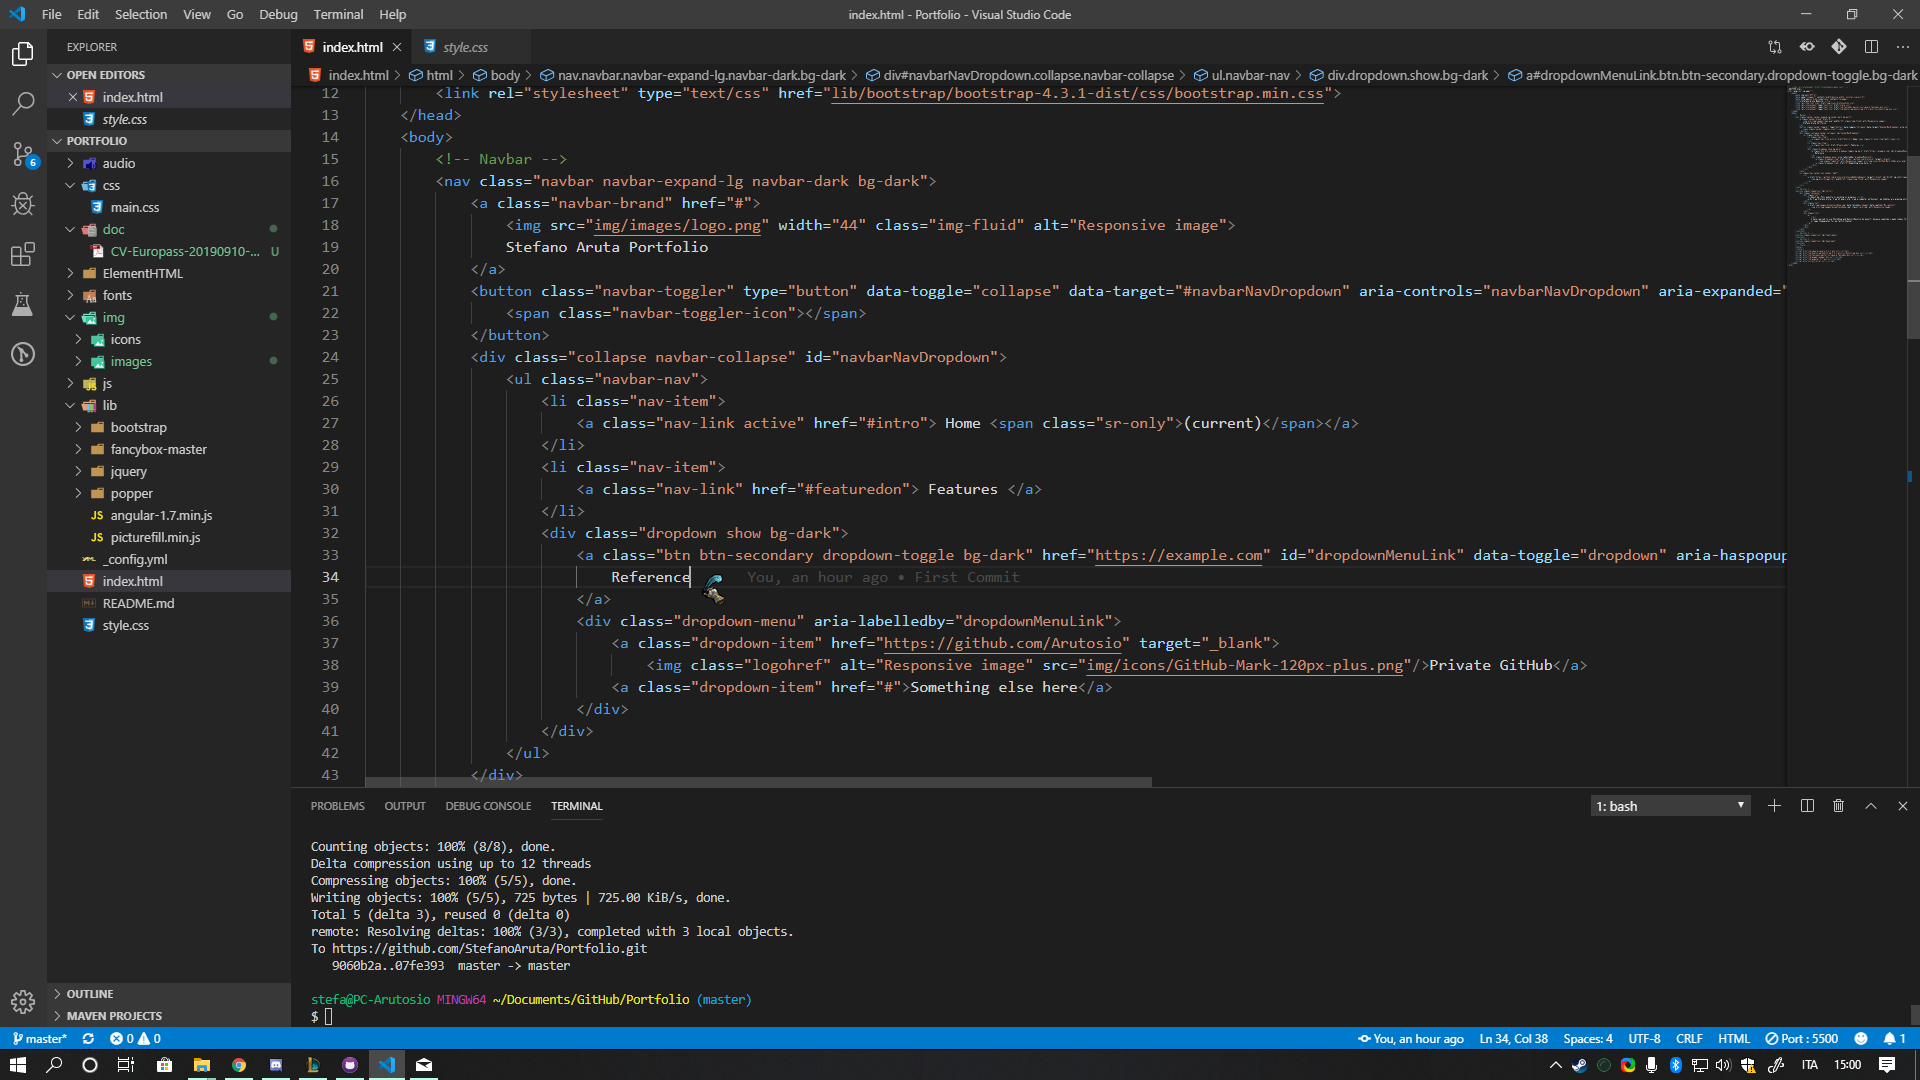 File Edit Selection View Go Debug Terminal Help
index.html - Portfolio - Visual Studio Code
EXPLORER
OPEN EDITORS
index.html
style.css
PORTFOLIO
audio
css
main.css
doc
CV-Europass-20190910-... U
ElementHTML
fonts
img
icons
images
js
lib
bootstrap
fancybox-master
jquery
popper
JS angular-1.7.min.js
JS picturefill.min.js
_config.yml
index.html
README.md
style.css
OUTLINE
MAVEN PROJECTS
6
index.html style.css
index.html > html > body > nav.navbar.navbar-expand-lg.navbar-dark.bg-dark > div#navbarNavDropdown.collapse.navbar-collapse > ul.navbar-nav > div.dropdown.show.bg-dark > a#dropdownMenuLink.btn.btn-secondary.dropdown-toggle.bg-dark
12 <link rel="stylesheet" type="text/css" href="lib/bootstrap/bootstrap-4.3.1-dist/css/bootstrap.min.css">
13 </head>
14 <body>
15 <!-- Navbar -->
16 <nav class="navbar navbar-expand-lg navbar-dark bg-dark">
17 <a class="navbar-brand" href="#">
18 <img src="img/images/logo.png" width="44" class="img-fluid" alt="Responsive image">
19 Stefano Aruta Portfolio
20 </a>
21 <button class="navbar-toggler" type="button" data-toggle="collapse" data-target="#navbarNavDropdown" aria-controls="navbarNavDropdown" aria-expanded="
22 <span class="navbar-toggler-icon"></span>
23 </button>
24 <div class="collapse navbar-collapse" id="navbarNavDropdown">
25 <ul class="navbar-nav">
26 <li class="nav-item">
27 <a class="nav-link active" href="#intro"> Home <span class="sr-only">(current)</span></a>
28 </li>
29 <li class="nav-item">
30 <a class="nav-link" href="#featuredon"> Features </a>
31 </li>
32 <div class="dropdown show bg-dark">
33 <a class="btn btn-secondary dropdown-toggle bg-dark" href="https://example.com" id="dropdownMenuLink" data-toggle="dropdown" aria-haspopup
34 Reference You, an hour ago • First Commit
35 </a>
36 <div class="dropdown-menu" aria-labelledby="dropdownMenuLink">
37 <a class="dropdown-item" href="https://github.com/Arutosio" target="_blank">
38 <img class="logohref" alt="Responsive image" src="img/icons/GitHub-Mark-120px-plus.png"/>Private GitHub</a>
39 <a class="dropdown-item" href="#">Something else here</a>
40 </div>
41 </div>
42 </ul>
43 </div>
PROBLEMS OUTPUT DEBUG CONSOLE TERMINAL
1: bash
Counting objects: 100% (8/8), done.
Delta compression using up to 12 threads
Compressing objects: 100% (5/5), done.
Writing objects: 100% (5/5), 725 bytes | 725.00 KiB/s, done.
Total 5 (delta 3), reused 0 (delta 0)
remote: Resolving deltas: 100% (3/3), completed with 3 local objects.
To https://github.com/StefanoAruta/Portfolio.git
9060b2a..07fe393 master -> master
stefa@PC-Arutosio MINGW64 ~/Documents/GitHub/Portfolio (master)
$
master* 0 0 You, an hour ago Ln 34, Col 38 Spaces: 4 UTF-8 CRLF HTML Port : 5500 1
ITA 15:00